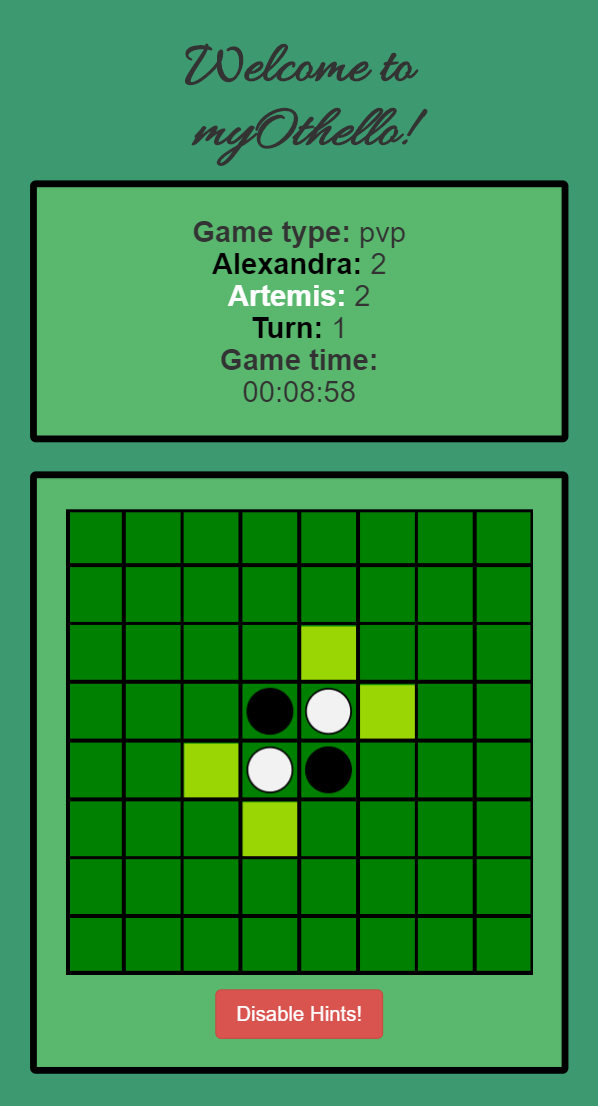 Welcome to
myOthello!
Game type: pvp
Alexandra: 2
Artemis: 2
Turn: 1
Game time:
00:08:58
Disable Hints!